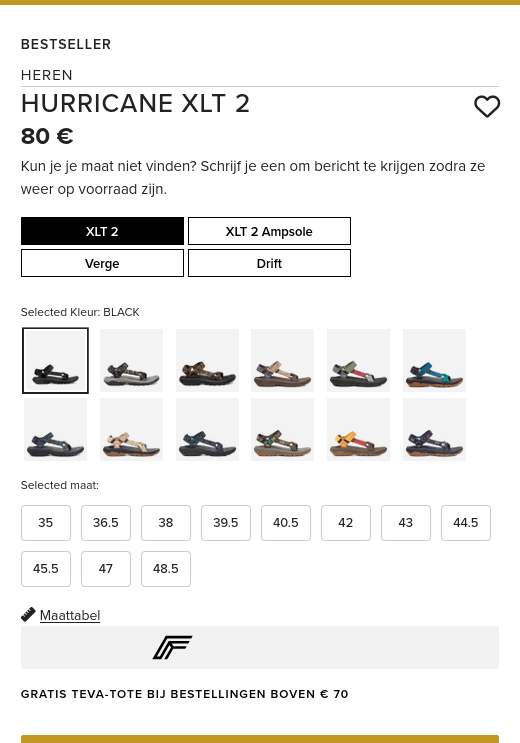 BESTSELLER
HEREN
HURRICANE XLT 2
80 €
Kun je je maat niet vinden? Schrijf je een om bericht te krijgen zodra ze
weer op voorraad zijn.
XLT 2
XLT 2 Ampsole
Verge
Drift
Selected Kleur: BLACK
Selected maat:
35 36.5 38 39.5 40.5 42 43 44.5
45.5 47 48.5
Maattabel
GRATIS TEVA-TOTE BIJ BESTELLINGEN BOVEN € 70